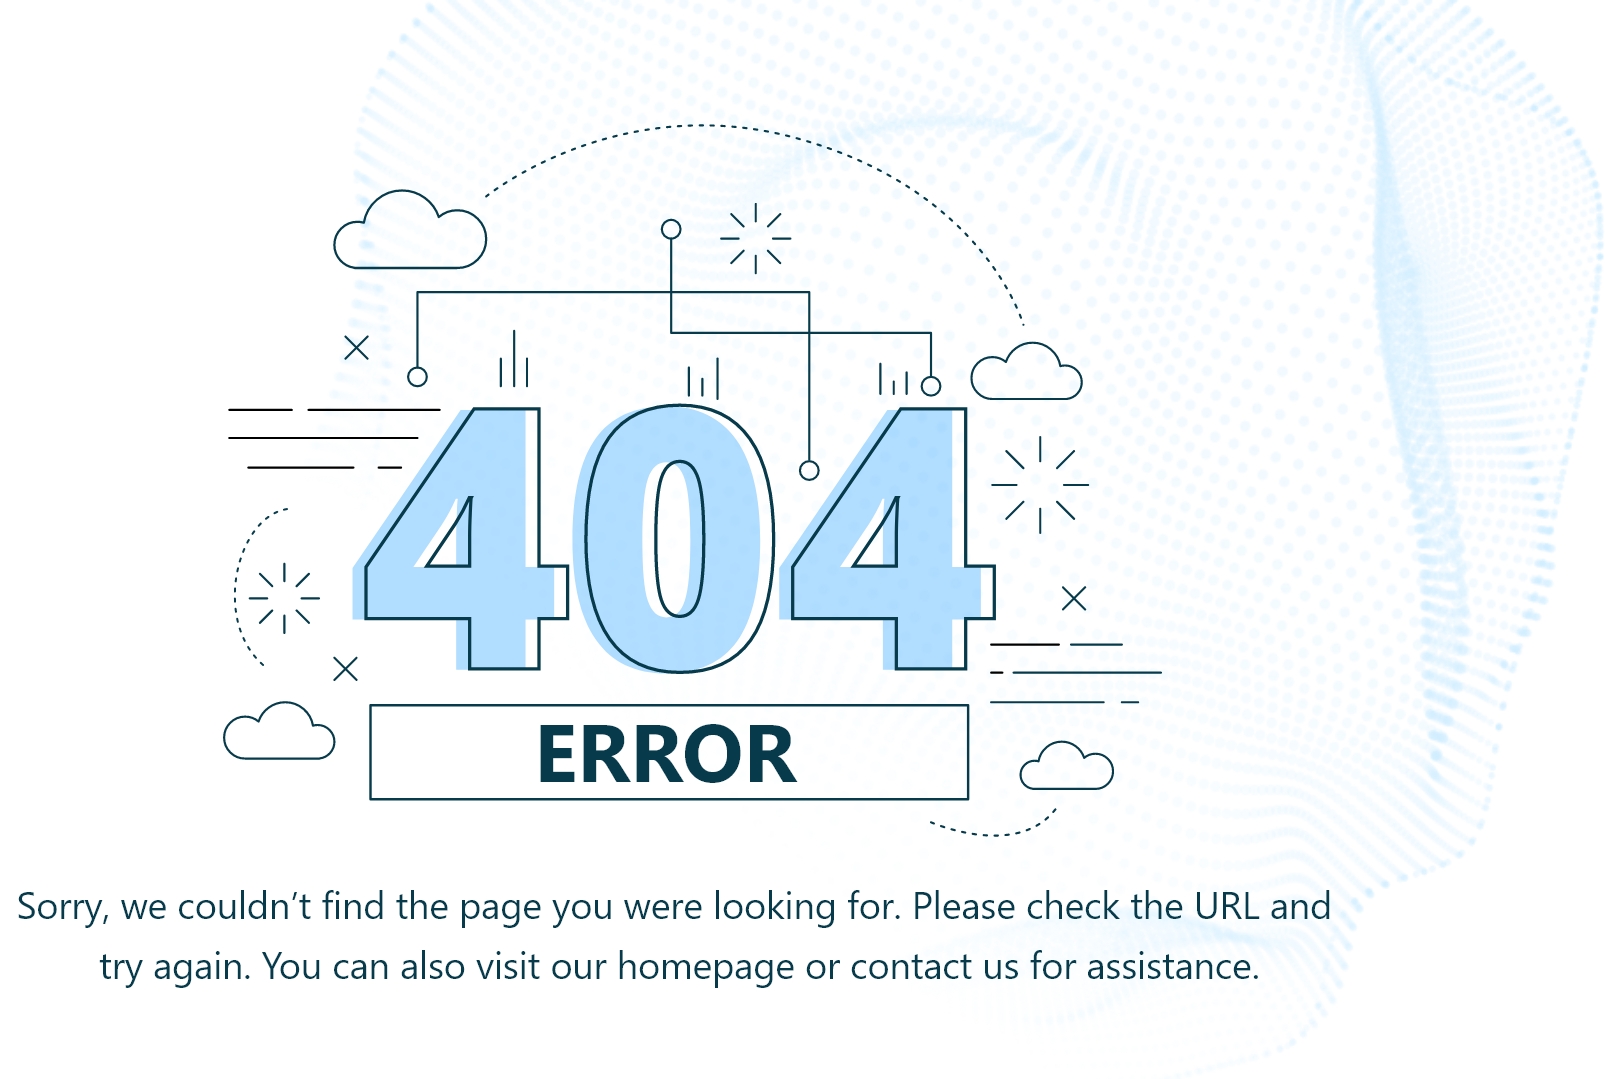 404
ERROR
Sorry, we couldn’t find the page you were looking for. Please check the URL and
try again. You can also visit our homepage or contact us for assistance.